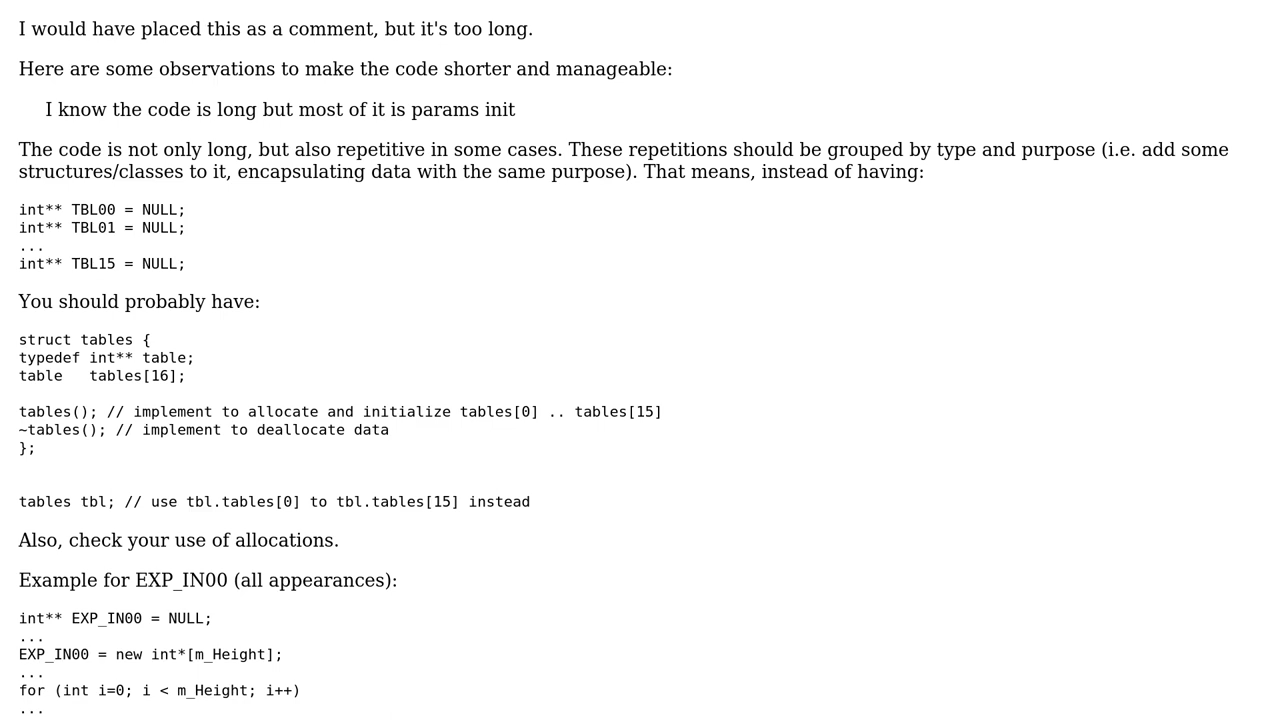 I would have placed this as a comment, but it's too long.
Here are some observations to make the code shorter and manageable:
I know the code is long but most of it is params init
The code is not only long, but also repetitive in some cases. These repetitions should be grouped by type and purpose (i.e. add some
structures/classes to it, encapsulating data with the same purpose). That means, instead of having:
int** TBL00 = NULL;
int** TBL01 = NULL;
...
int** TBL15 = NULL;
You should probably have:
struct tables {
typedef int** table;
table   tables[16];
tables(); // implement to allocate and initialize tables[0] .. tables[15]
~tables(); // implement to deallocate data
};
tables tbl; // use tbl.tables[0] to tbl.tables[15] instead
Also, check your use of allocations.
Example for EXP_IN00 (all appearances):
int** EXP_IN00 = NULL;
...
EXP_IN00 = new int*[m_Height];
...
for (int i=0; i < m_Height; i++)
...